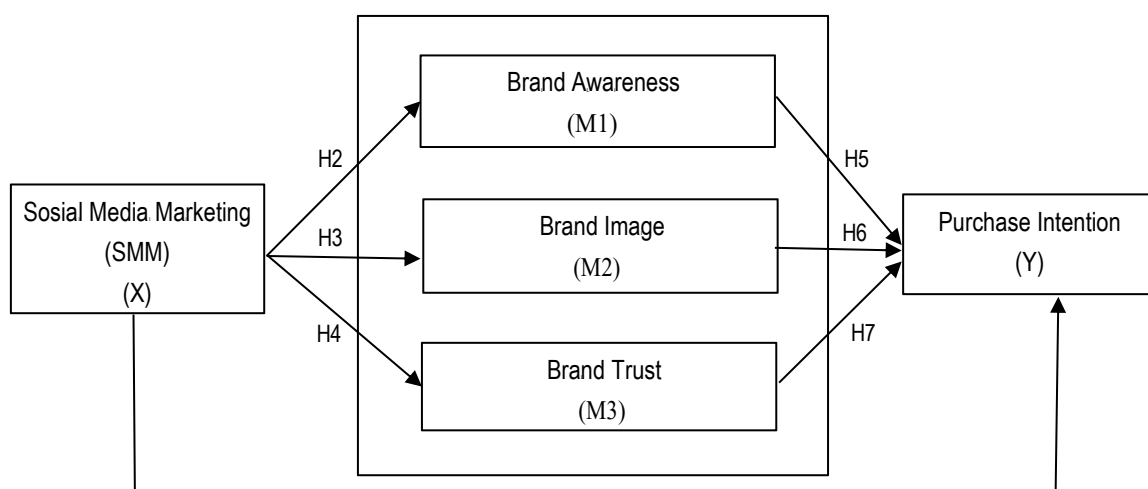 Brand Awareness
(M1)
H2
H5
Sosial Media Marketing
(SMM)
(X)
H3
Brand Image
(M2)
H6
Purchase Intention
(Y)
H4
Brand Trust
(M3)
H7